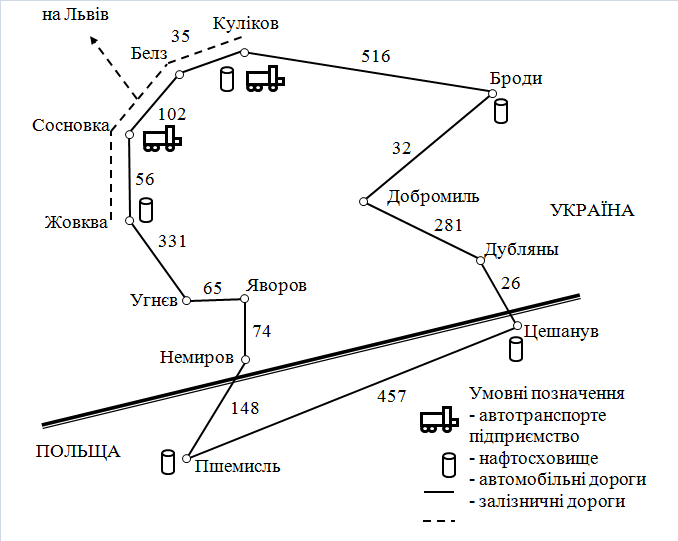 на Львів
Куліков
35
Белз
516
Броди
102
Сосновка
32
56
Добромиль
УКРАЇНА
Жовква
281
331
Дубляны
26
65
Яворов
Угнєв
74
Цешанув
Немиров
457
148
Умовні позначення
- автотранспорте
підприємство
ПОЛЬЩА
- нафтосховище
Пшемисль
- автомобільні дороги
- залізничні дороги